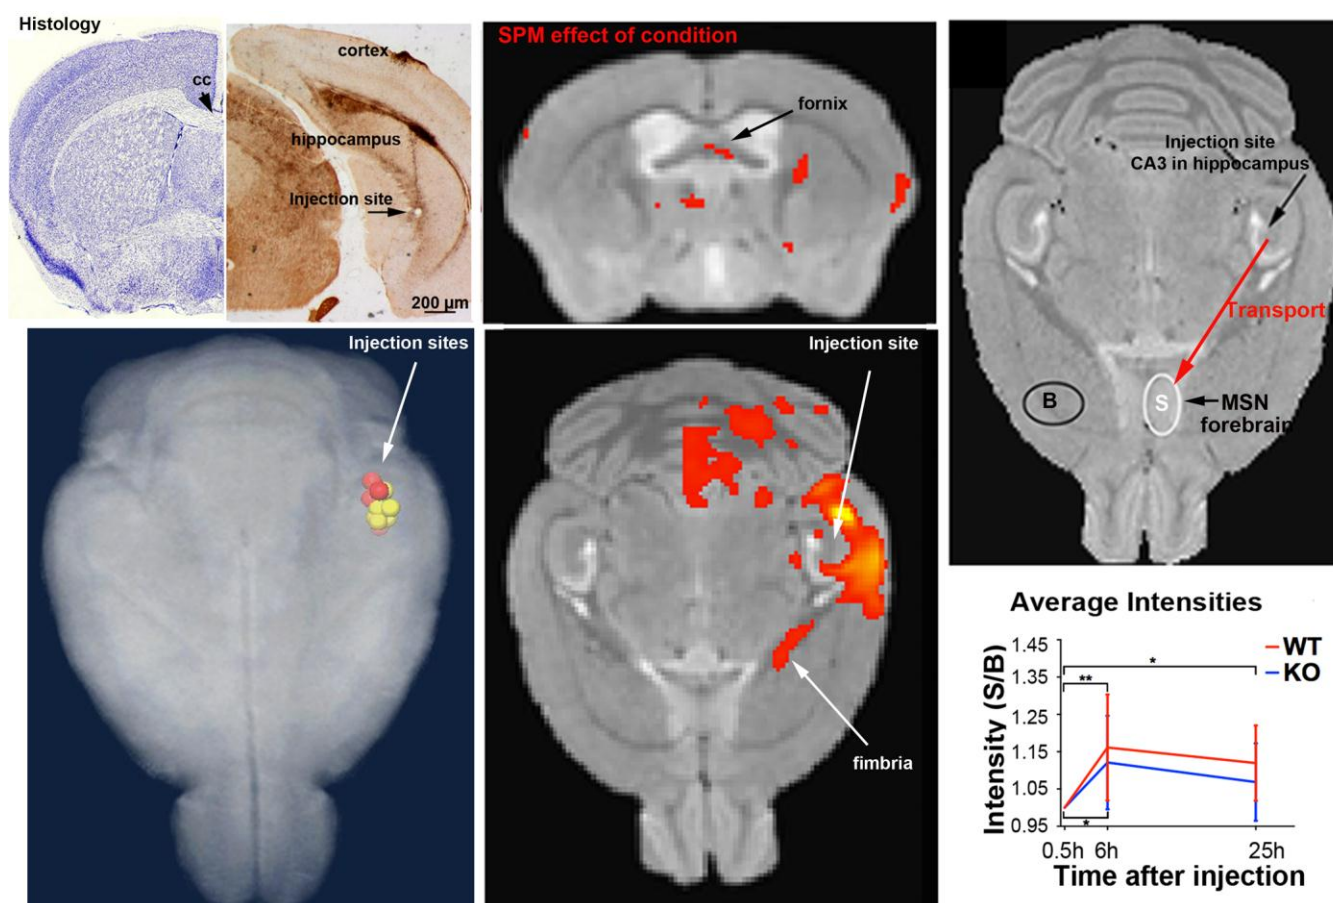 Histology
cc
cortex
hippocampus
Injection site
200 µm
SPM effect of condition
fornix
Injection site
CA3 in hippocampus
Transport
B
S
MSN
forebrain
Injection sites
Injection site
fimbria
Average Intensities
WT
KO
Intensity (S/B)
1.45
1.35
1.25
1.15
1.05
0.95
*
**
*
0.5h 6h 25h
Time after injection